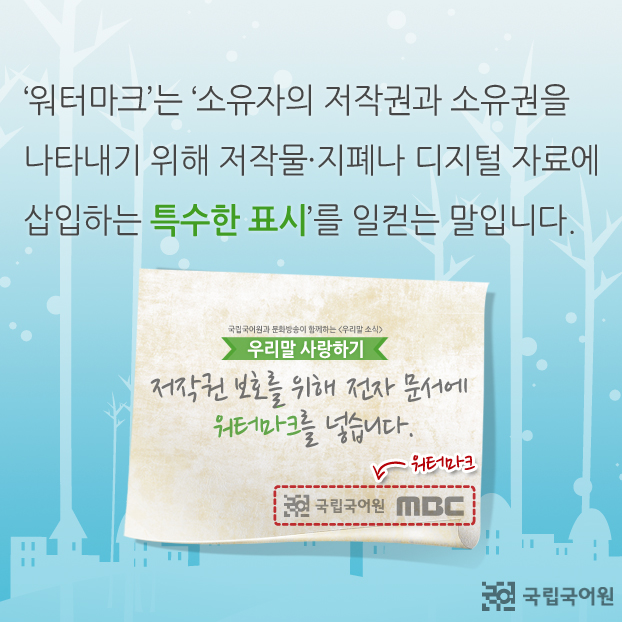 ‘워터마크’는 ‘소유자의 저작권과 소유권을
나타내기 위해 저작물·지폐나 디지털 자료에
삽입하는 특수한 표시’를 일컫는 말입니다.
국립국어원과 문화방송이 함께하는 <우리말 소식>
우리말 사랑하기
저작권 보호를 위해 전자 문서에
워터마크를 넣습니다.
워터마크
국립국어원 MBC
국립국어원